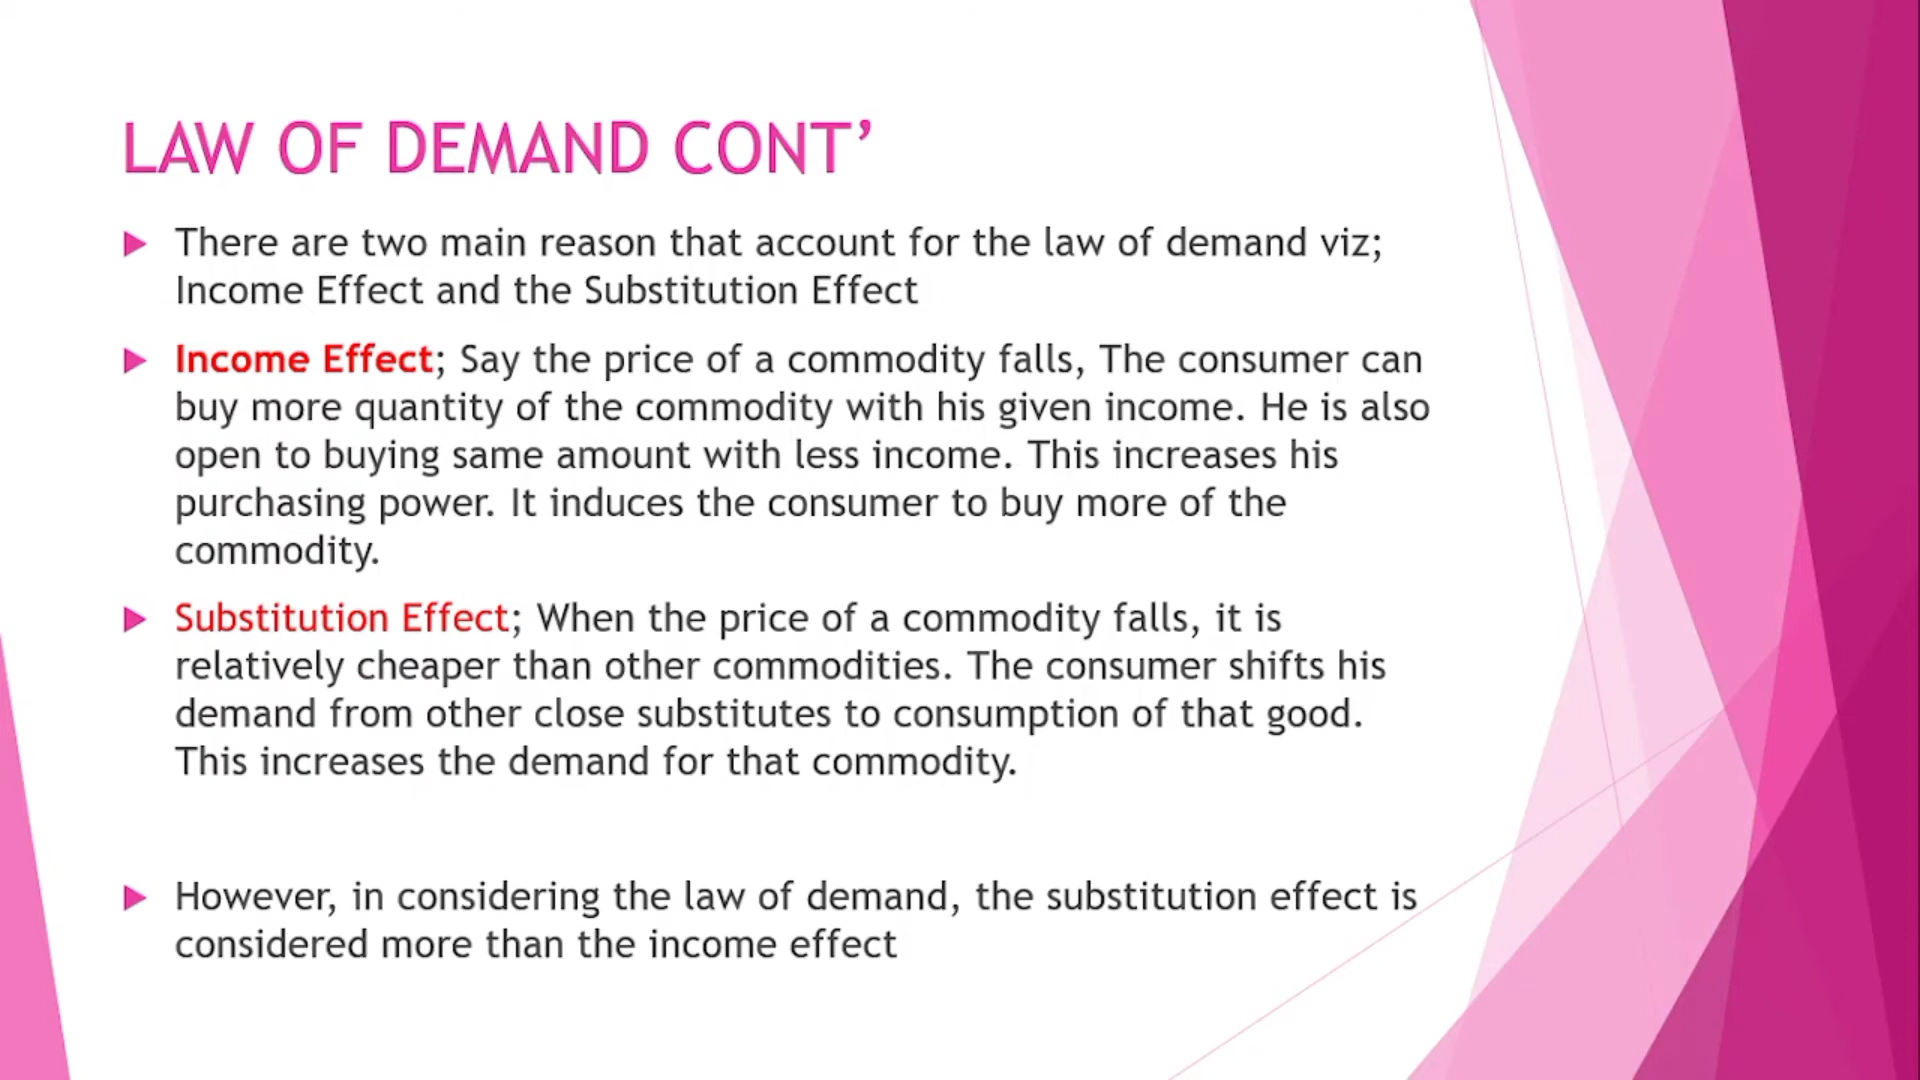 LAW OF DEMAND CONT’
There are two main reason that account for the law of demand viz;
Income Effect and the Substitution Effect
Income Effect; Say the price of a commodity falls, The consumer can
buy more quantity of the commodity with his given income. He is also
open to buying same amount with less income. This increases his
purchasing power. It induces the consumer to buy more of the
commodity.
Substitution Effect; When the price of a commodity falls, it is
relatively cheaper than other commodities. The consumer shifts his
demand from other close substitutes to consumption of that good.
This increases the demand for that commodity.
However, in considering the law of demand, the substitution effect is
considered more than the income effect